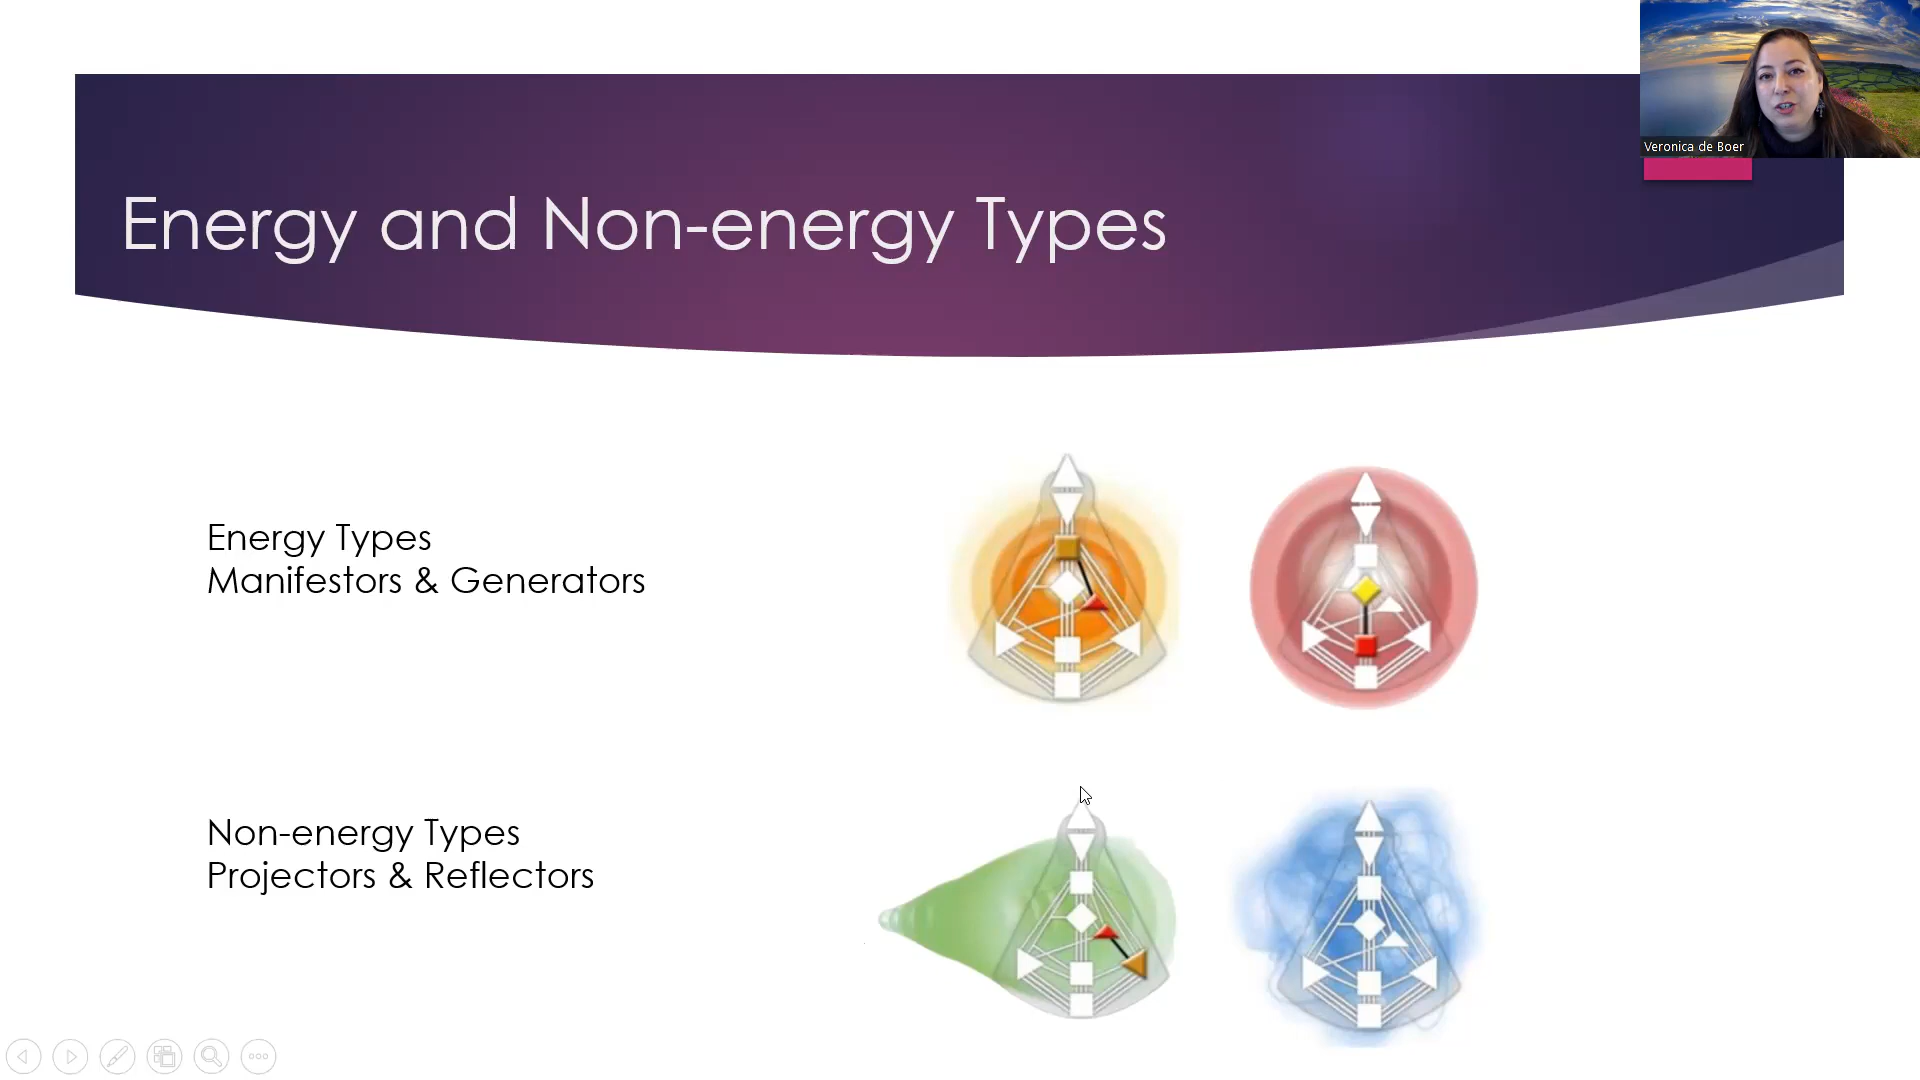 Veronica de Boer
Energy and Non-energy Types
Energy Types
Manifestors & Generators
Non-energy Types
Projectors & Reflectors